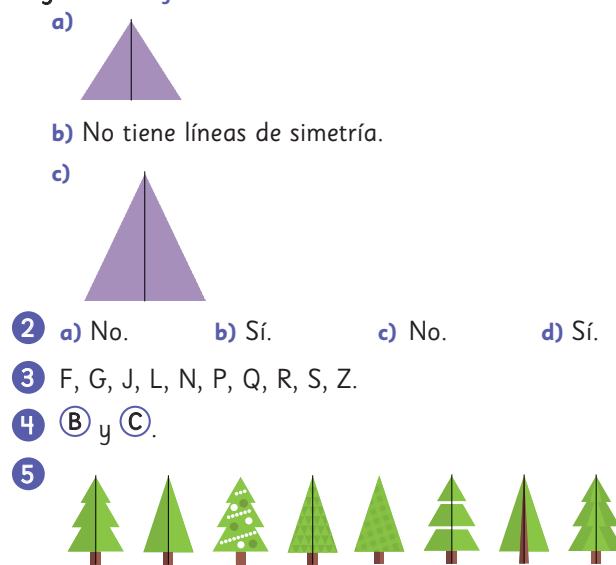 a)
b) No tiene líneas de simetría.
c)
2 a) No. b) Sí. c) No. d) Sí.
3 F, G, J, L, N, P, Q, R, S, Z.
4 B y C.
5